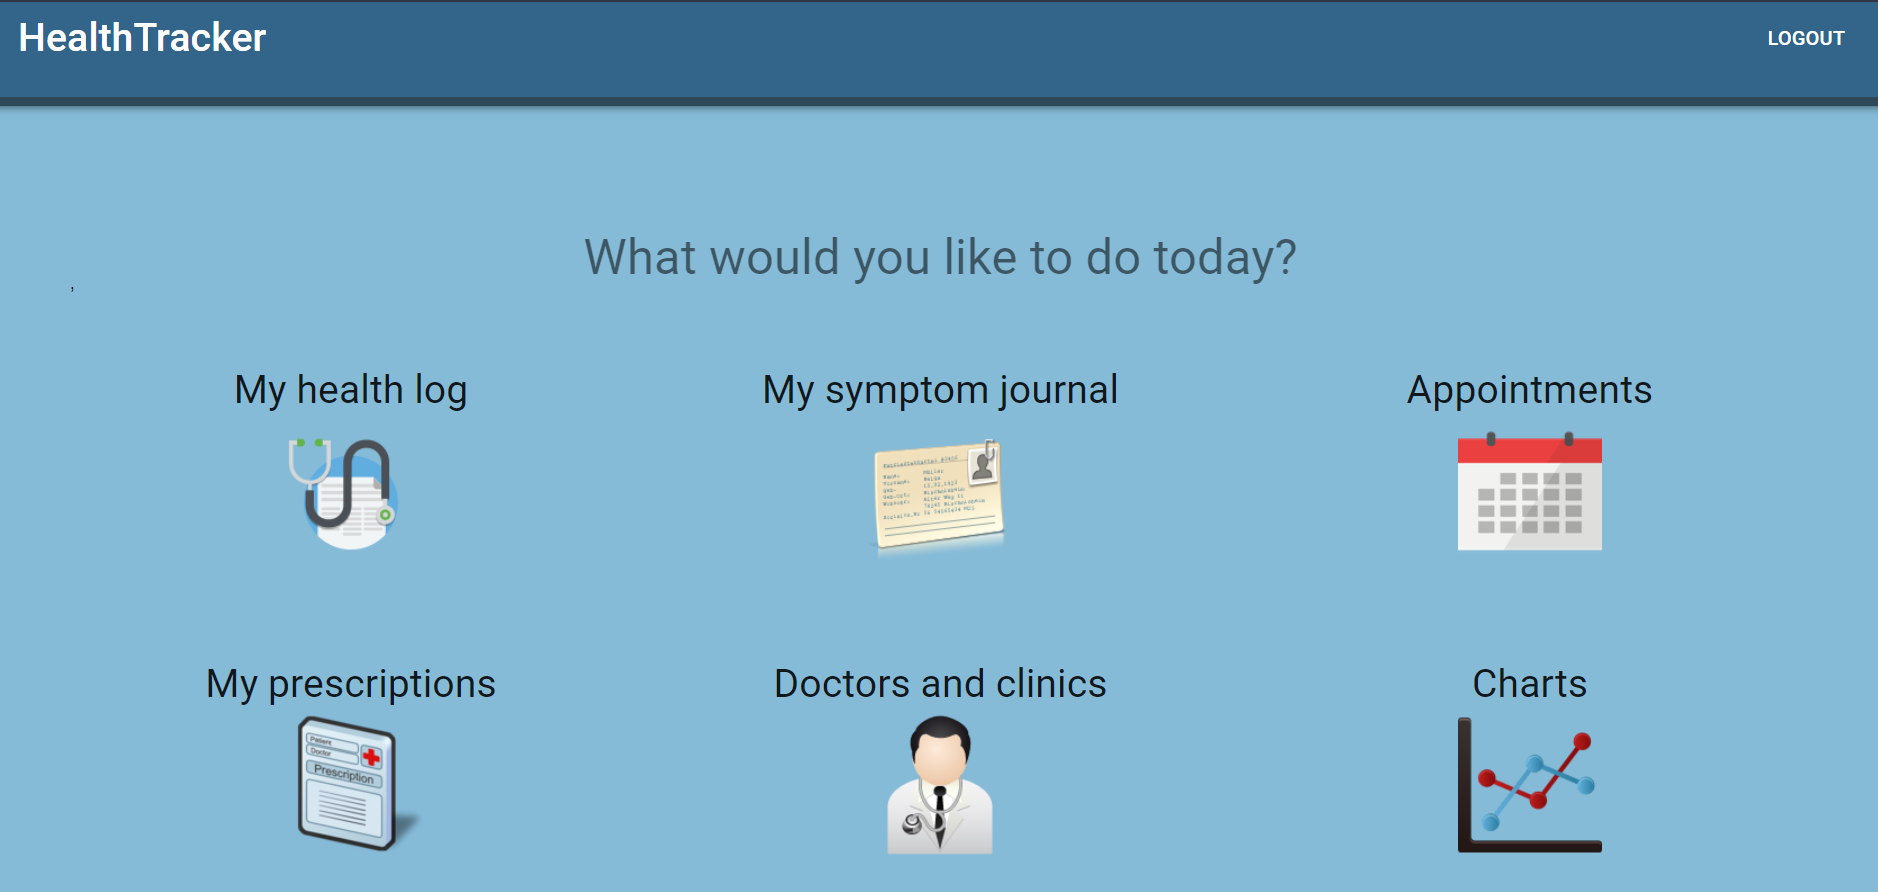 HealthTracker
LOGOUT
What would you like to do today?
,
My health log
My symptom journal
Appointments
My prescriptions
Doctors and clinics
Charts
Patient
Doctor
Prescription